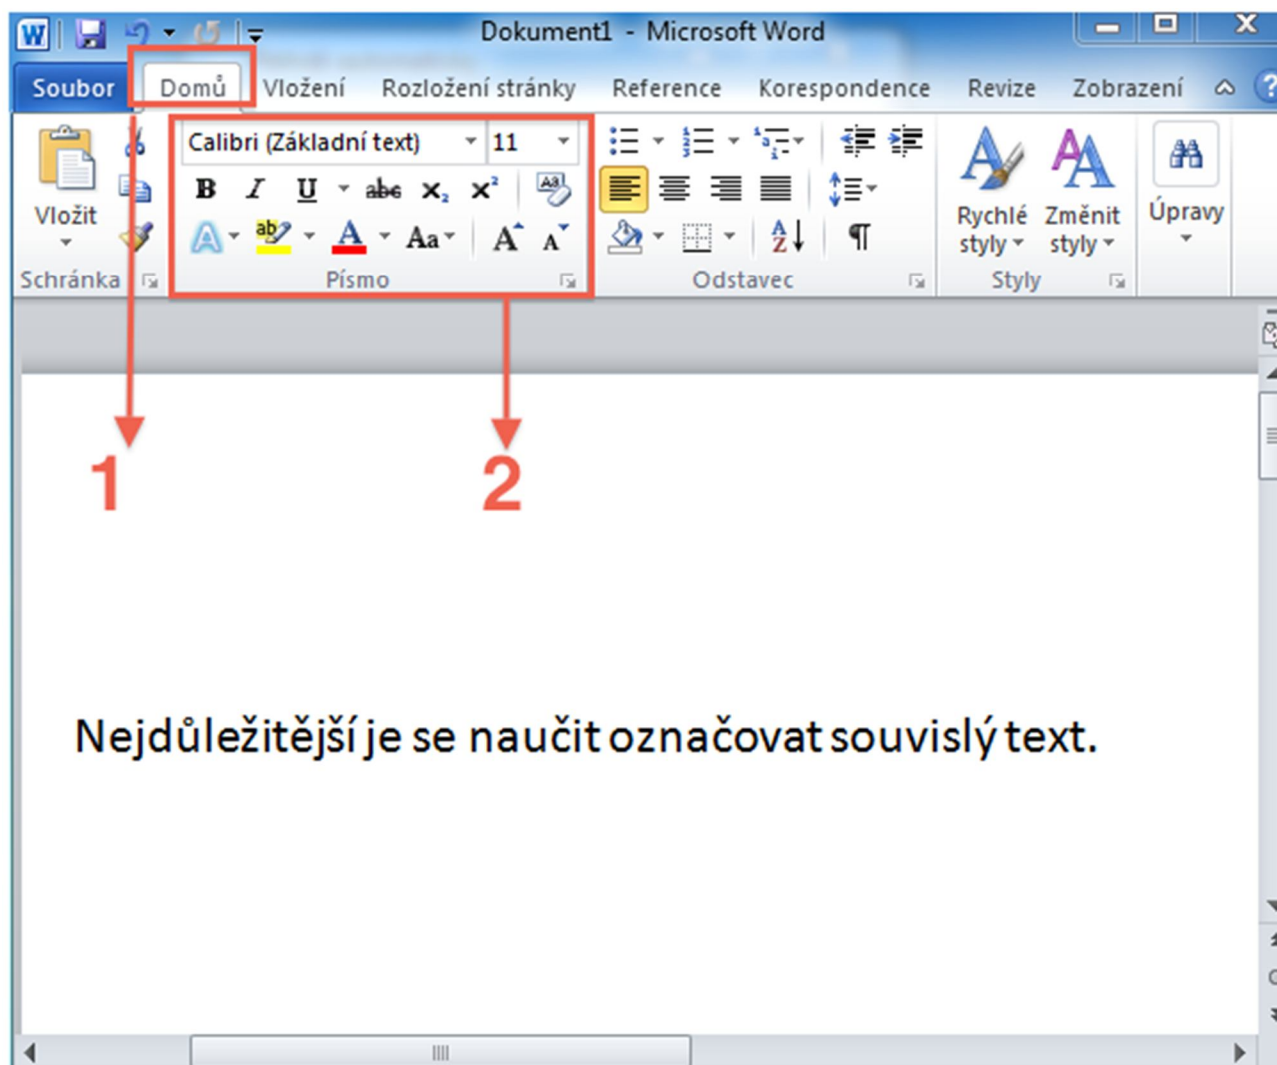 Dokument1 - Microsoft Word
Soubor Domů Vložení Rozložení stránky Reference Korespondence Revize Zobrazení
Calibri (Základní text) 11
Vložit
Rychlé styly
Změnit styly
Úpravy
Schránka Písmo Odstavec Styly
1 2
Nejdůležitější je se naučit označovat souvislý text.